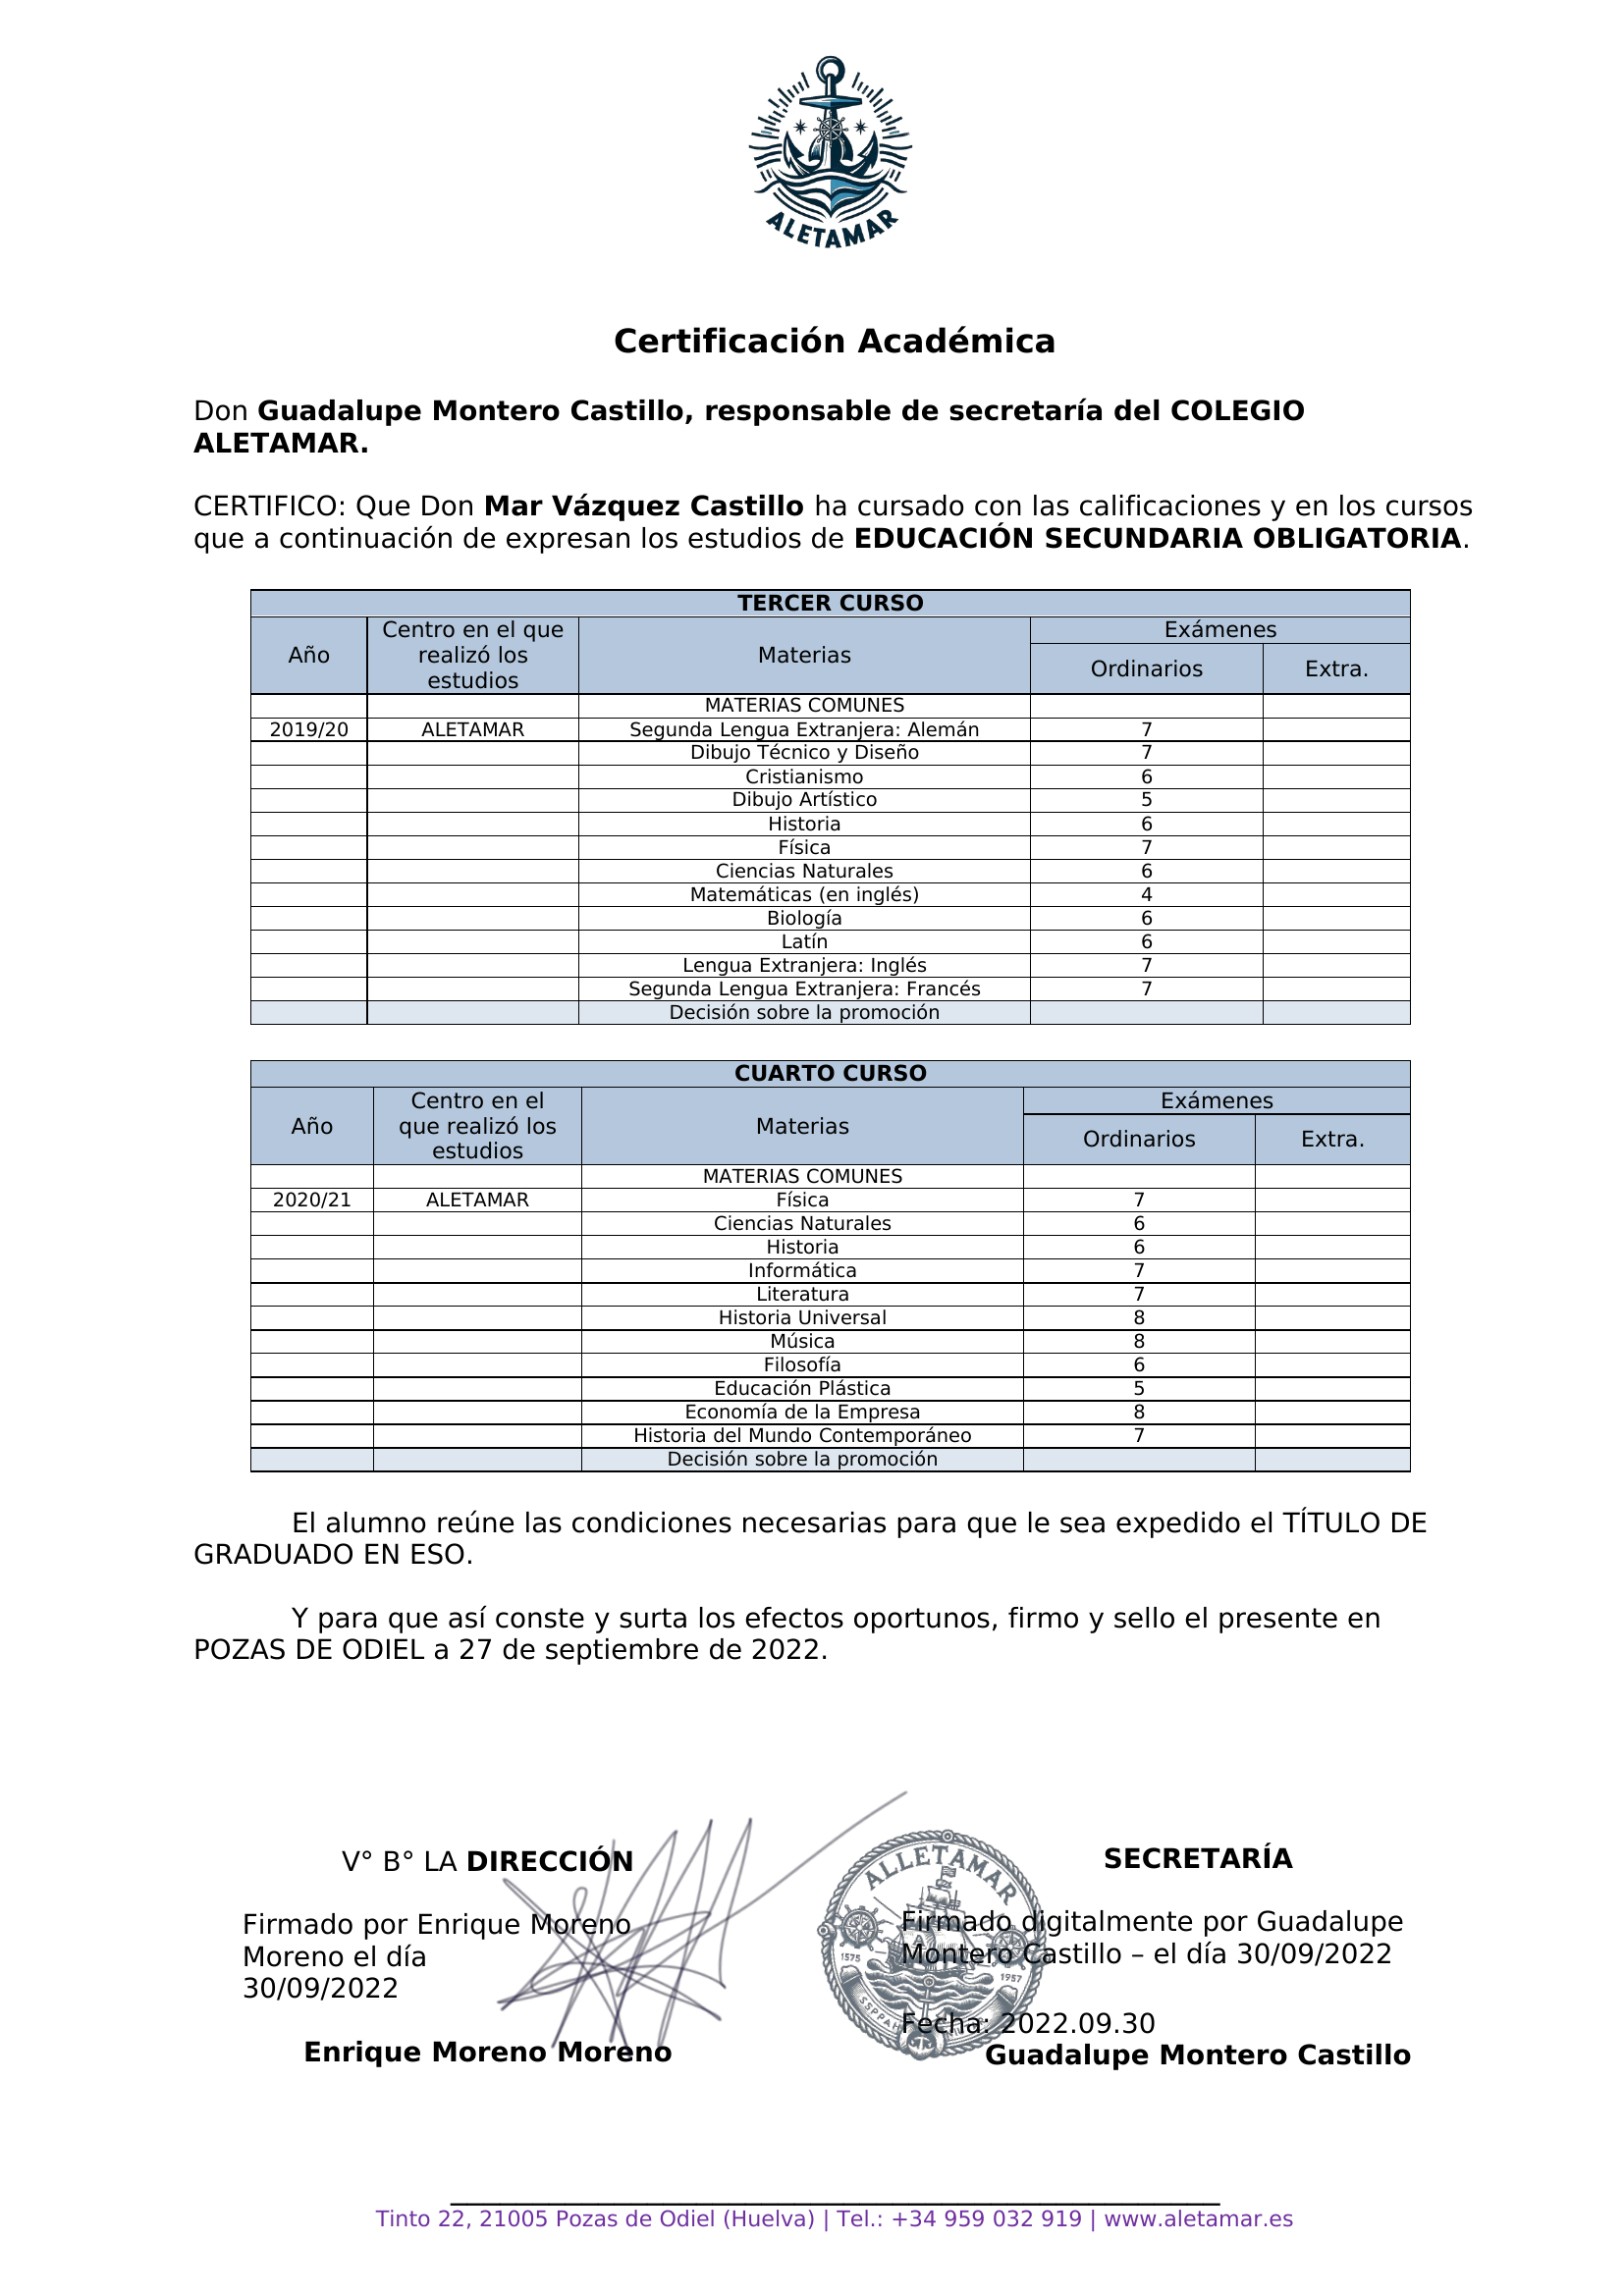 ALETAMAR
Certificación Académica
Don Guadalupe Montero Castillo, responsable de secretaría del COLEGIO
ALETAMAR.
CERTIFICO: Que Don Mar Vázquez Castillo ha cursado con las calificaciones y en los cursos
que a continuación de expresan los estudios de EDUCACIÓN SECUNDARIA OBLIGATORIA.
TERCER CURSO
Año Centro en el que realizó los estudios Materias Exámenes
Ordinarios Extra.
MATERIAS COMUNES
2019/20 ALETAMAR Segunda Lengua Extranjera: Alemán 7
Dibujo Técnico y Diseño 7
Cristianismo 6
Dibujo Artístico 5
Historia 6
Física 7
Ciencias Naturales 6
Matemáticas (en inglés) 4
Biología 6
Latín 6
Lengua Extranjera: Inglés 7
Segunda Lengua Extranjera: Francés 7
Decisión sobre la promoción
CUARTO CURSO
Año Centro en el que realizó los estudios Materias Exámenes
Ordinarios Extra.
MATERIAS COMUNES
2020/21 ALETAMAR Física 7
Ciencias Naturales 6
Historia 6
Informática 7
Literatura 7
Historia Universal 8
Música 8
Filosofía 6
Educación Plástica 5
Economía de la Empresa 8
Historia del Mundo Contemporáneo 7
Decisión sobre la promoción
El alumno reúne las condiciones necesarias para que le sea expedido el TÍTULO DE
GRADUADO EN ESO.
Y para que así conste y surta los efectos oportunos, firmo y sello el presente en
POZAS DE ODIEL a 27 de septiembre de 2022.
V° B° LA DIRECCIÓN
Firmado por Enrique Moreno
Moreno el día
30/09/2022
Enrique Moreno Moreno
ALLETAMAR
1575 1957
SECRETARÍA
Firmado digitalmente por Guadalupe
Montero Castillo – el día 30/09/2022
Fecha: 2022.09.30
Guadalupe Montero Castillo
Tinto 22, 21005 Pozas de Odiel (Huelva) | Tel.: +34 959 032 919 | www.aletamar.es